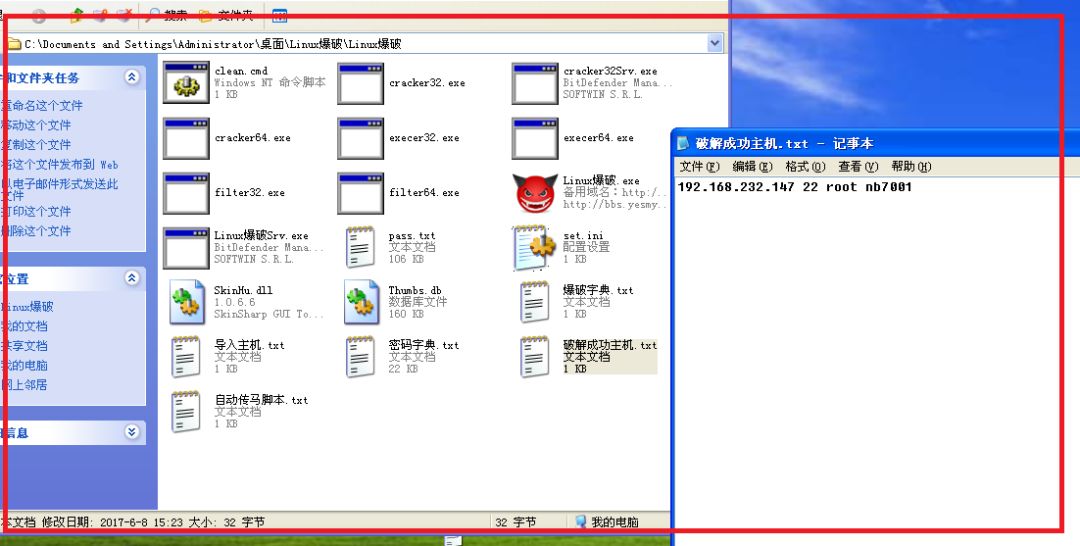 搜索 文件夹
C:\Documents and Settings\Administrator\桌面\Linux爆破\Linux爆破
和文件夹任务
重命名这个文件
移动这个文件
复制这个文件
将这个文件发布到 Web
以电子邮件形式发送此
文件
打印这个文件
删除这个文件
位置
Linux爆破
我的文档
共享文档
我的电脑
网上邻居
信息
clean.cmd
Windows NT 命令脚本
1 KB
cracker32.exe
cracker32Srv.exe
BitDefender Mana...
SOFTWIN S.R.L.
cracker64.exe
execer32.exe
execer64.exe
filter32.exe
filter64.exe
Linux爆破.exe
备用域名：http:/...
http://bbs.yesmy...
Linux爆破Srv.exe
BitDefender Mana...
SOFTWIN S.R.L.
pass.txt
文本文档
106 KB
set.ini
配置设置
1 KB
SkinHu.dll
1.0.6.6
SkinSharp GUI To...
Thumbs.db
数据库文件
160 KB
爆破字典.txt
文本文档
1 KB
导入主机.txt
文本文档
1 KB
密码字典.txt
文本文档
22 KB
破解成功主机.txt
文本文档
1 KB
自动传马脚本.txt
文本文档
1 KB
本文档 修改日期: 2017-6-8 15:23 大小: 32 字节
32 字节
我的电脑
破解成功主机.txt - 记事本
文件(F) 编辑(E) 格式(O) 查看(V) 帮助(H)
192.168.232.147 22 root nb7001